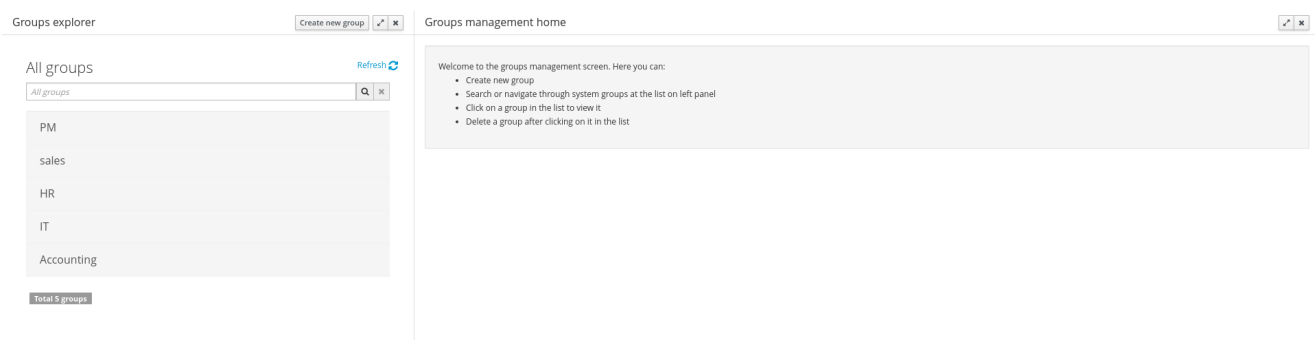 Groups explorer
Create new group
All groups
Refresh
All groups
PM
sales
HR
IT
Accounting
Total 5 groups
Groups management home
Welcome to the groups management screen. Here you can:
Create new group
Search or navigate through system groups at the list on left panel
Click on a group in the list to view it
Delete a group after clicking on it in the list